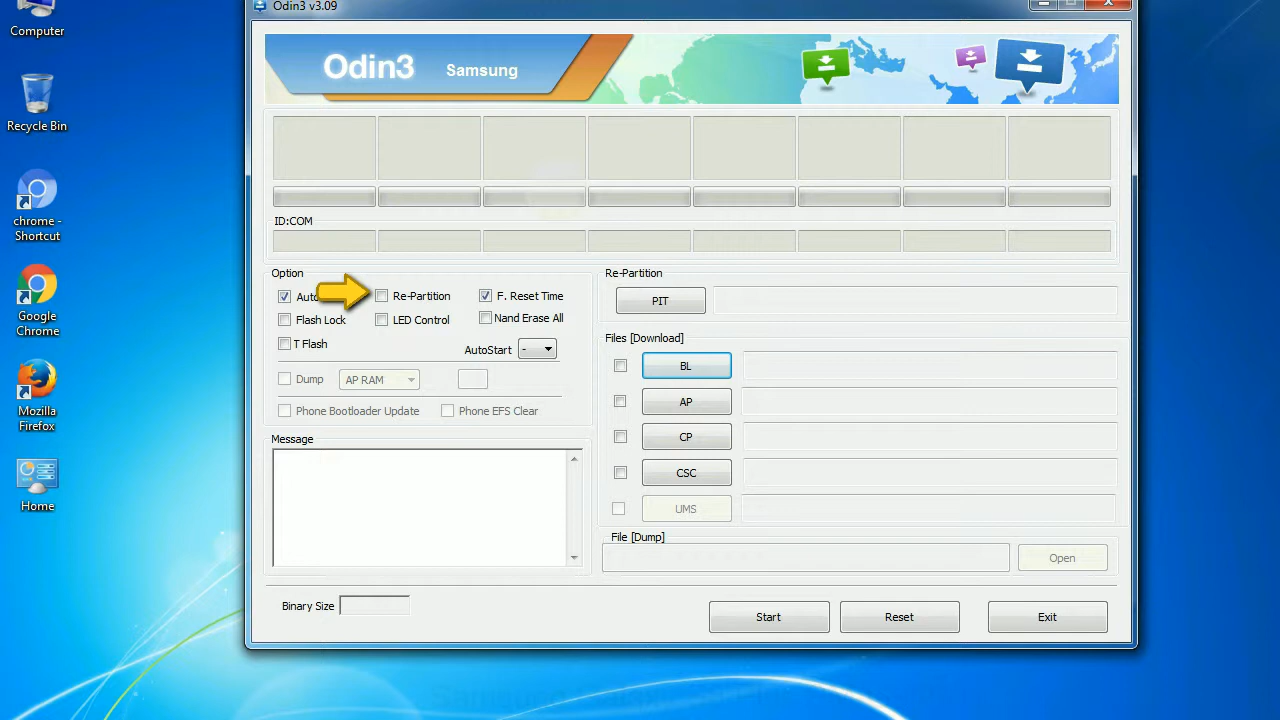 Odin3 v3.09
Computer
Recycle Bin
chrome -
Shortcut
Google
Chrome
Mozilla
Firefox
Home
Odin3 Samsung
ID:COM
Option
Auto
Re-Partition
F. Reset Time
Flash Lock
LED Control
Nand Erase All
T Flash
AutoStart -
Dump
AP RAM
Phone Bootloader Update
Phone EFS Clear
Message
Re-Partition
PIT
Files [Download]
BL
AP
CP
CSC
UMS
File [Dump]
Open
Binary Size
Start
Reset
Exit